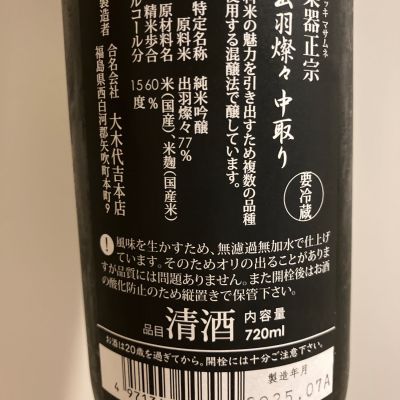 楽器正宗
ッキマサムネ
出羽燦々 中取り
料米の魅力を引き出すため複数の品種
使用する混醸法で醸しています。
要冷蔵
特定名称 純米吟醸
原料米 出羽燦々77%
原材料名 米(国産)、米麹(国産米)
精米歩合 60%
ルコール分 15度
製造者 合名会社 大木代吉本店
福島県西白河郡矢吹町本町9
! 風味を生かすため、無濾過無加水で仕上げ
ています。そのためオリの出ることがありま
すが品質には問題ありません。また開栓後はお酒
の酸化防止のため縦置きで保管下さい。
品目 清酒 内容量 720ml
お酒は20歳を過ぎてから。開栓には十分ご注意下さい。
製造年月
2025.07A